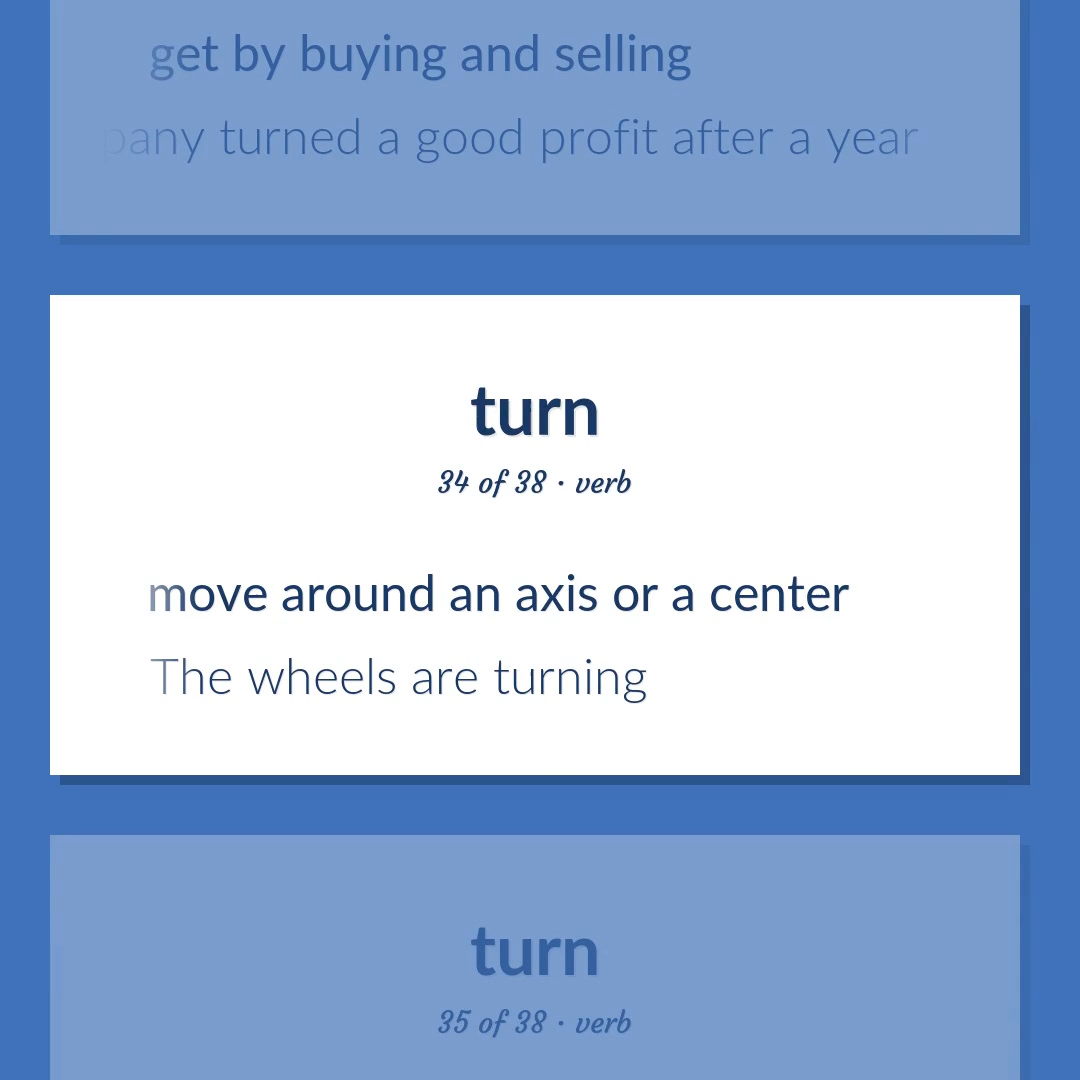 get by buying and selling
pany turned a good profit after a year
turn
34 of 38 · verb
move around an axis or a center
The wheels are turning
turn
35 of 38 · verb